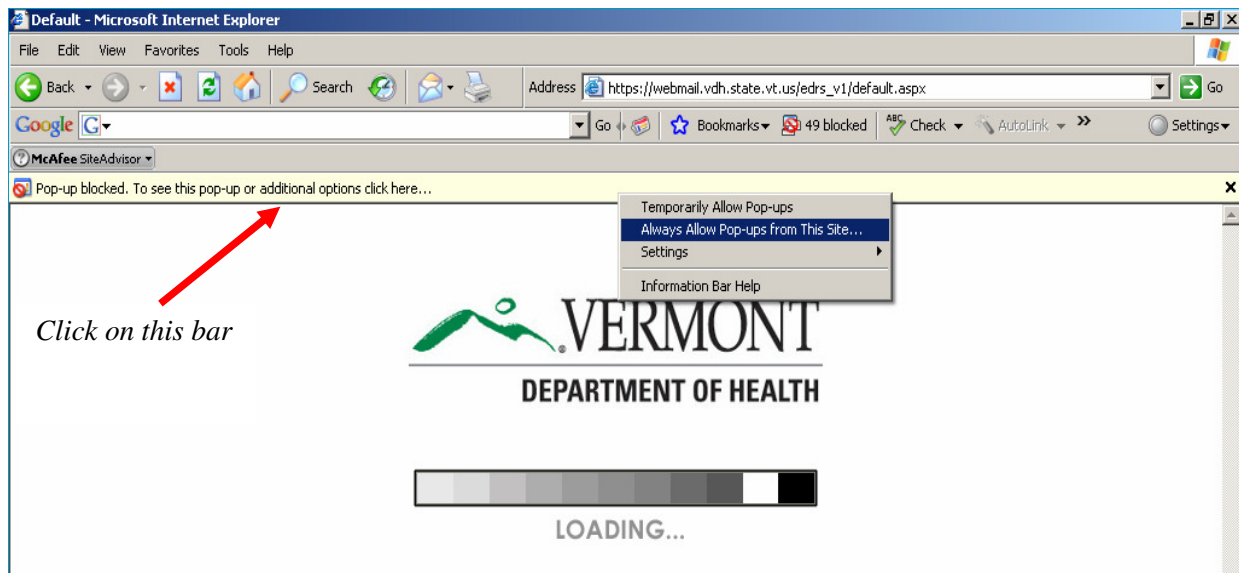 Default - Microsoft Internet Explorer
File Edit View Favorites Tools Help
Back Search Address https://webmail.vdh.state.vt.us/edrs_v1/default.aspx Go
Google G Go Bookmarks 49 blocked ABC Check AutoLink >> Settings
? McAfee SiteAdvisor
Pop-up blocked. To see this pop-up or additional options click here... x
Temporarily Allow Pop-ups
Always Allow Pop-ups from This Site...
Settings
Information Bar Help
Click on this bar
VERMONT
DEPARTMENT OF HEALTH
LOADING...